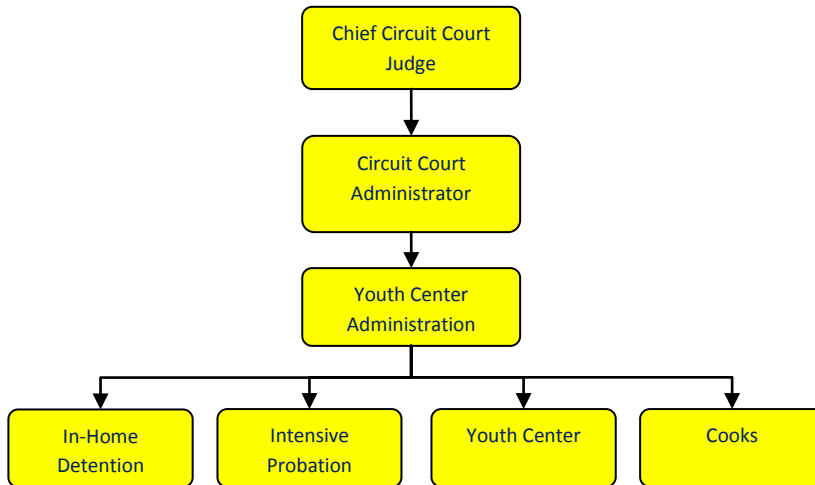 Chief Circuit Court
Judge
Circuit Court
Administrator
Youth Center
Administration
In-Home
Detention
Intensive
Probation
Youth Center
Cooks